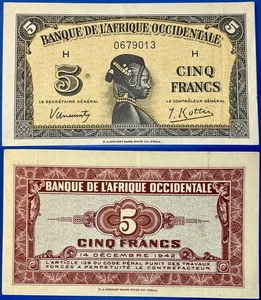 BANQUE DE L'AFRIQUE OCCIDENTALE
H 0679013 H
5 CINQ
FRANCS
LE SECRÉTAIRE GÉNÉRAL LE CONTRÔLEUR GÉNÉRAL
E.A.WRIGHT BANK NOTE CO., PHILA.
BANQUE DE L'AFRIQUE OCCIDENTALE
5
CINQ FRANCS
14 DÉCEMBRE 1942
L'ARTICLE 139 DU CODE PÉNAL PUNIT DES TRAVAUX
FORCÉS À PERPÉTUITÉ LE CONTREFACTEUR
E.A.WRIGHT BANK NOTE CO., PHILA.